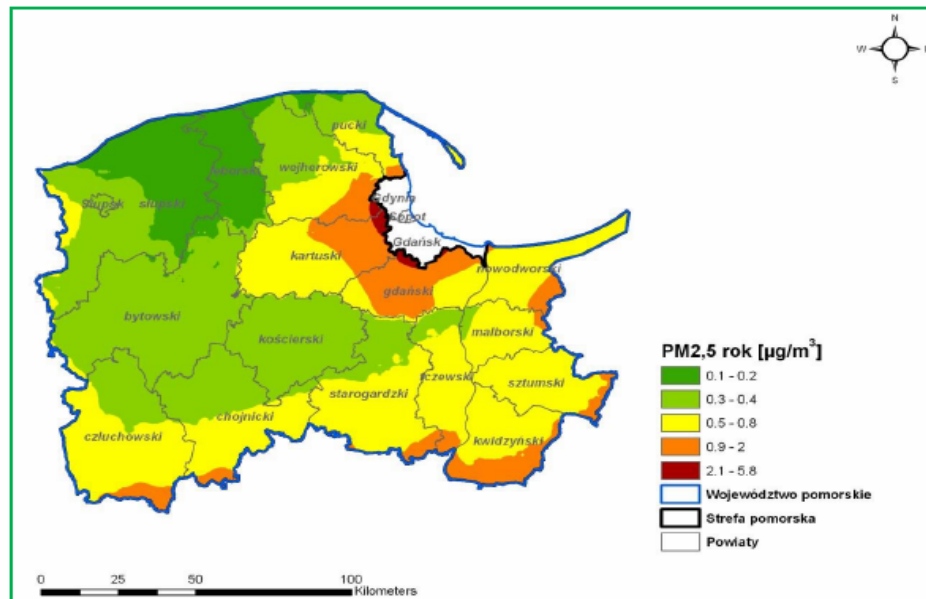 N
W
S
pucki
lęborski
wejherowski
Gdynia
Słupsk
słupski
Sopot
Gdańsk
kartuski
nowodworski
gdański
bytowski
kościerski
malborski
tczewski
sztumski
starogardzki
chojnicki
człuchowski
kwidzyński
PM2,5 rok [µg/m³]
0.1 - 0.2
0.3 - 0.4
0.5 - 0.8
0.9 - 2
2.1 - 5.8
Województwo pomorskie
Strefa pomorska
Powiaty
0 25 50 100
Kilometers